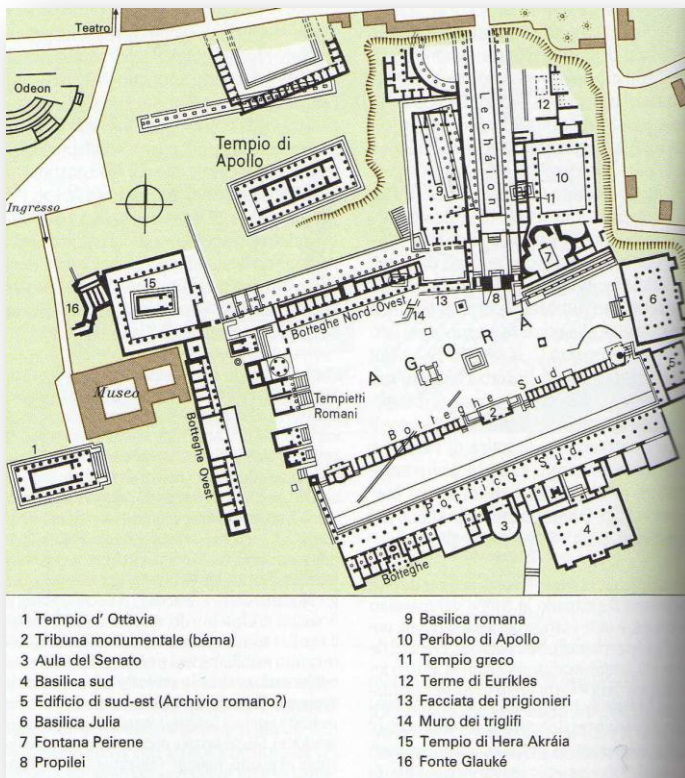 Teatro
Odeon
Ingresso
Tempio di
Apollo
Lecháion
9
10
11
12
7
8
13
14
15
16
6
5
Botteghe Nord-Ovest
AGORÀ
Museo
Tempietti
Romani
Botteghe Sud
2
1
Botteghe Ovest
Portico Sud
3
4
Botteghe
1 Tempio d' Ottavia
2 Tribuna monumentale (béma)
3 Aula del Senato
4 Basilica sud
5 Edificio di sud-est (Archivio romano?)
6 Basilica Julia
7 Fontana Peirene
8 Propilei
9 Basilica romana
10 Períbolo di Apollo
11 Tempio greco
12 Terme di Euríkles
13 Facciata dei prigionieri
14 Muro dei triglifi
15 Tempio di Hera Akráia
16 Fonte Glauké
3